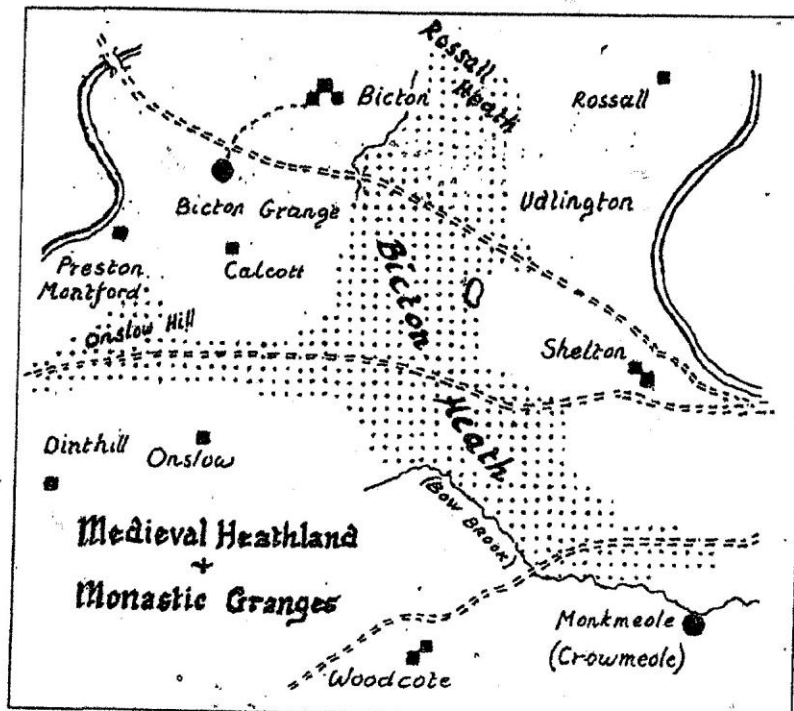 Rossall
Heath
Bicton
Rossall
Bicton Grange
Udlington
Preston
Montford
Calcott
Bicton
Heath
Onslow Hill
Shelton
Dinthill
Onslow
(Bow Brook)
Medieval Heathland
+
Monastic Granges
Monkmeole
(Crowmeole)
Woodcote